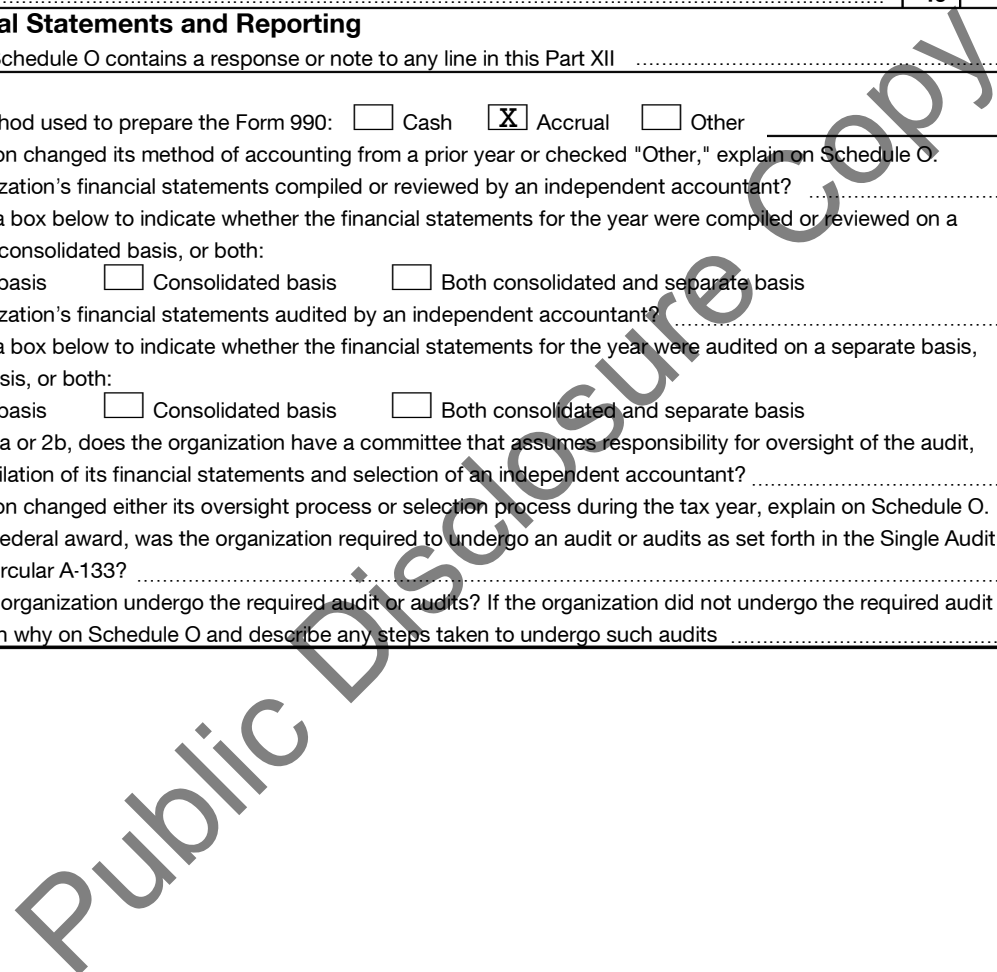 al Statements and Reporting
chedule O contains a response or note to any line in this Part XII
hod used to prepare the Form 990: Cash X Accrual Other
on changed its method of accounting from a prior year or checked "Other," explain on Schedule O.
zation's financial statements compiled or reviewed by an independent accountant?
a box below to indicate whether the financial statements for the year were compiled or reviewed on a
consolidated basis, or both:
basis Consolidated basis Both consolidated and separate basis
zation's financial statements audited by an independent accountant?
a box below to indicate whether the financial statements for the year were audited on a separate basis,
sis, or both:
basis Consolidated basis Both consolidated and separate basis
a or 2b, does the organization have a committee that assumes responsibility for oversight of the audit,
ilation of its financial statements and selection of an independent accountant?
on changed either its oversight process or selection process during the tax year, explain on Schedule O.
ederal award, was the organization required to undergo an audit or audits as set forth in the Single Audit
rcular A-133?
organization undergo the required audit or audits? If the organization did not undergo the required audit
n why on Schedule O and describe any steps taken to undergo such audits
Public Disclosure Copy